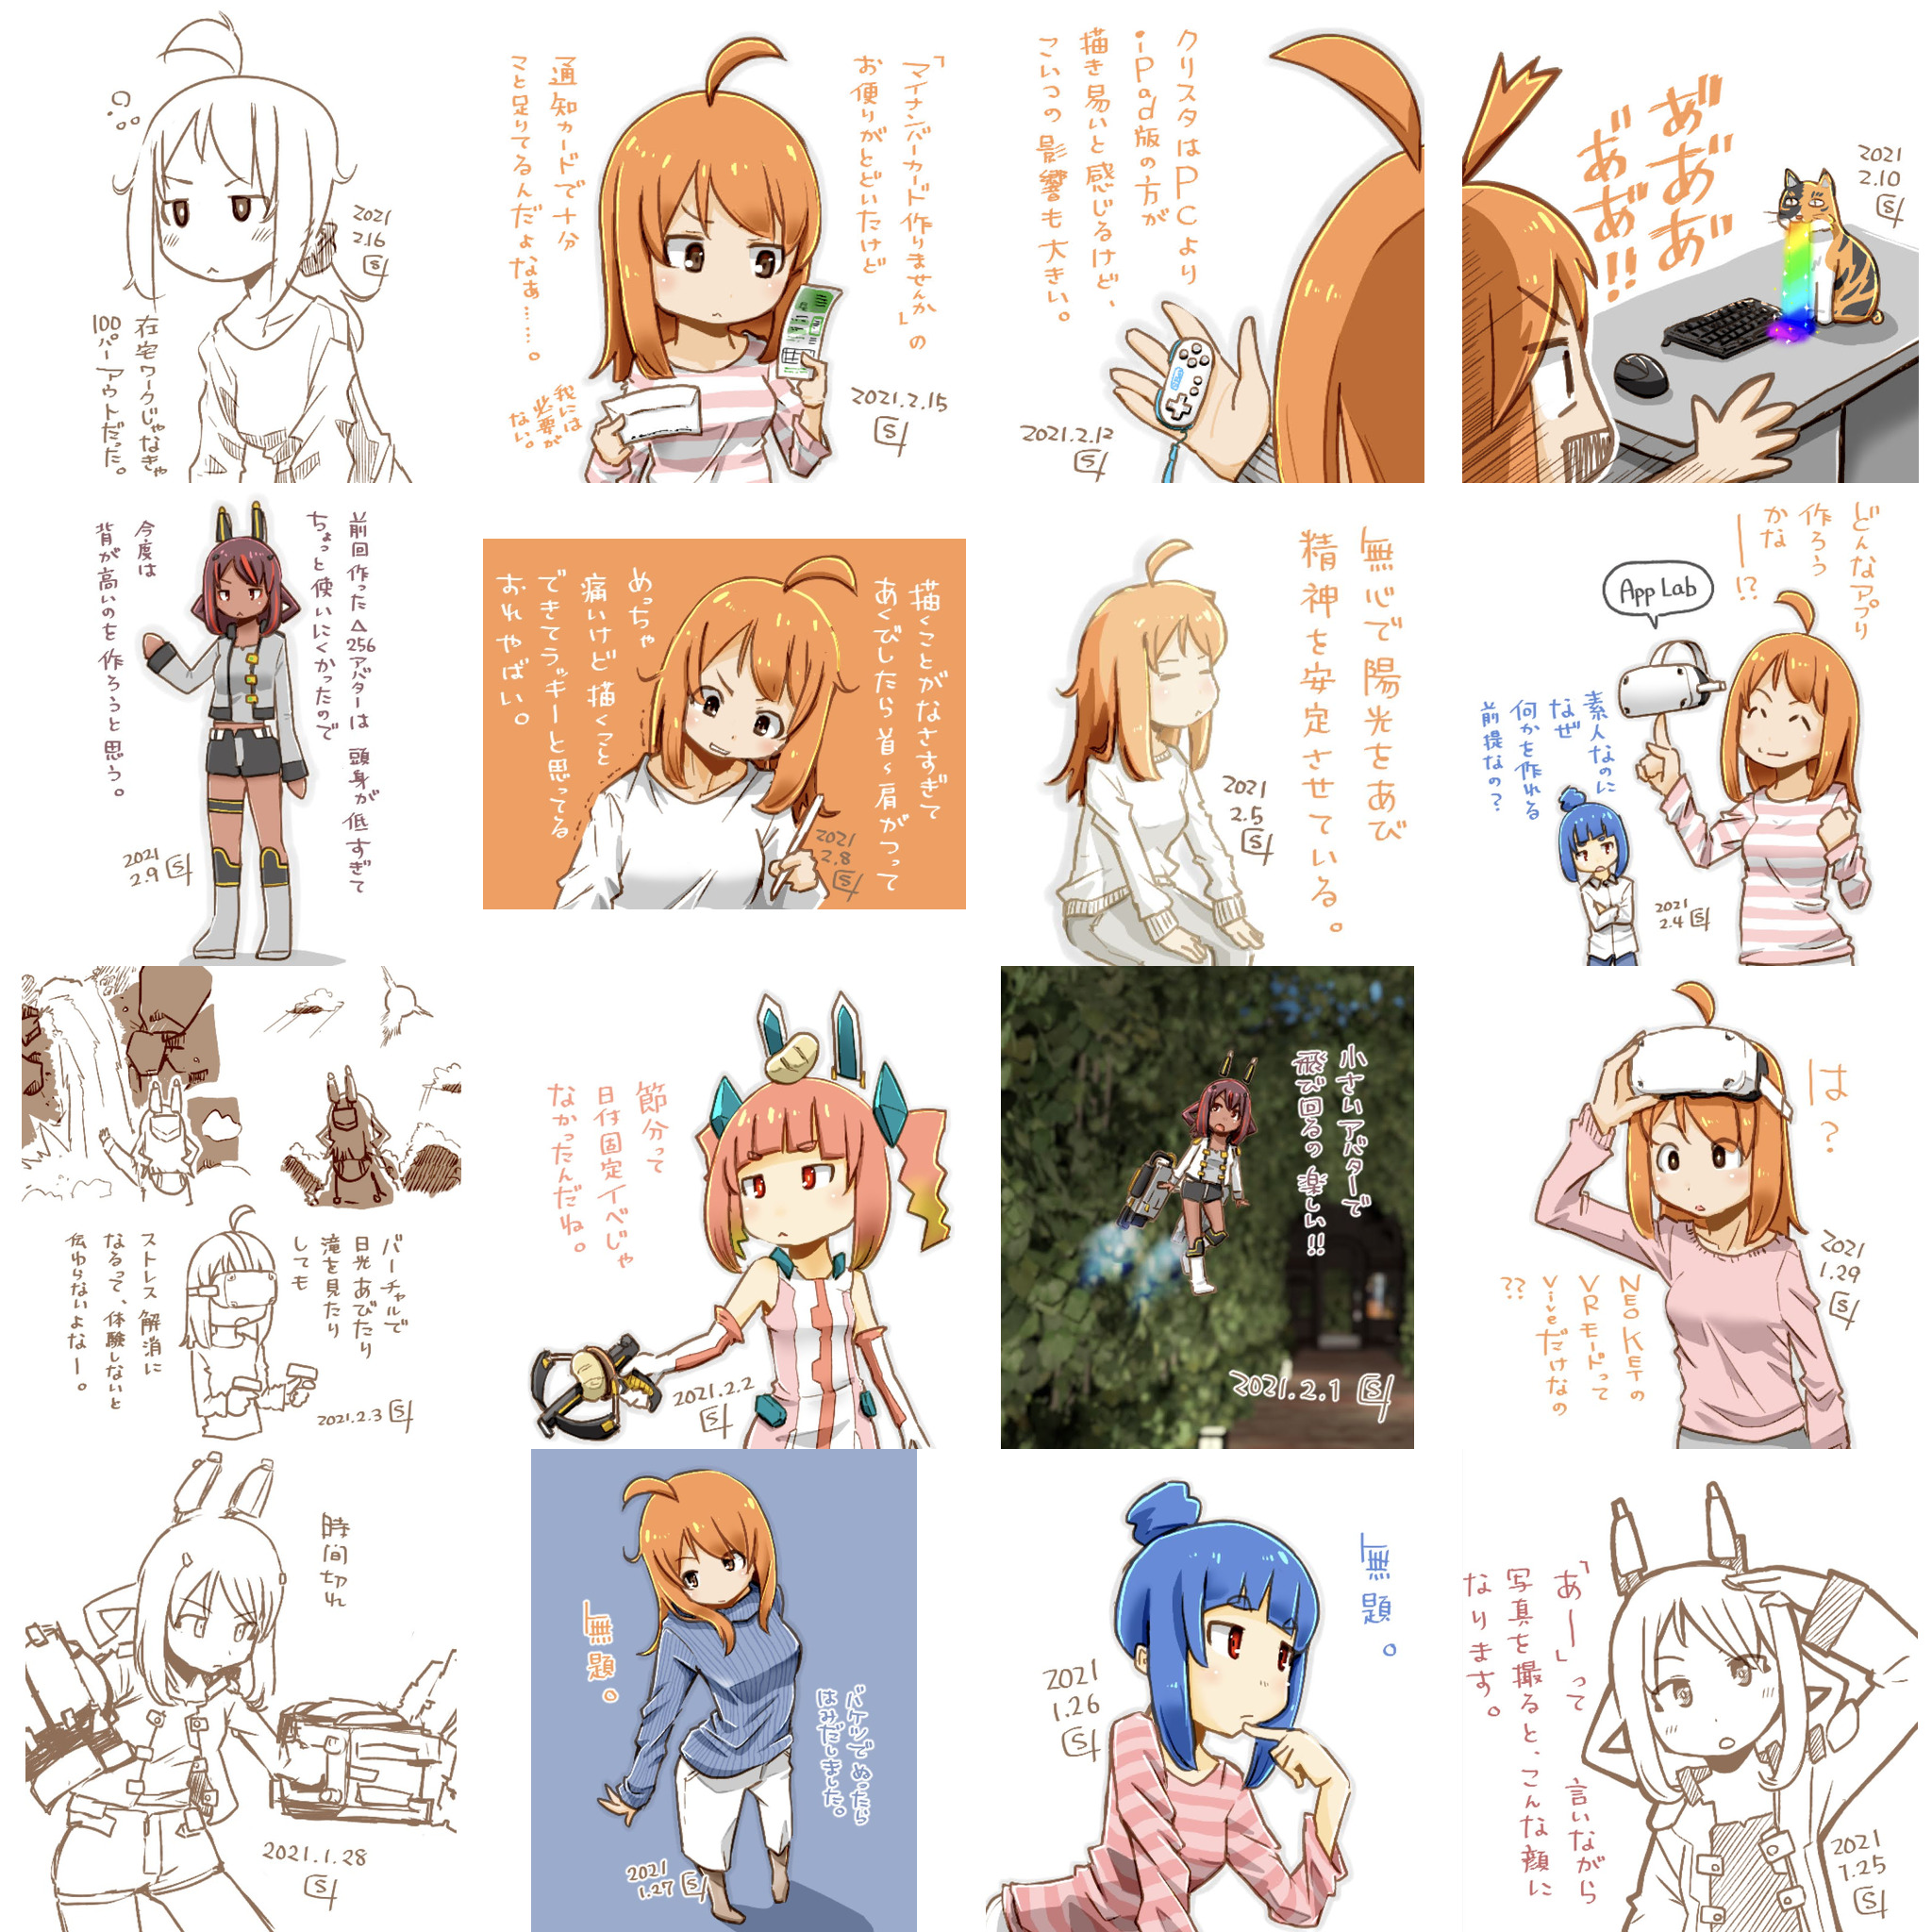 在宅ワークじゃなきゃ
100パーアウトだった。
2021
2.16
「マイナンバーカード作りませんか」の
お便りがとどいたけど
通知カードで十分
こと足りてるんだよなぁ……。
我には
必要が
ない。
2021.2.15
クリスタはPCより
iPad版の方が
描き易いと感じるけど、
こいつの影響も大きい。
2021.2.12
あ゛あ゛あ゛
あ゛あ゛!!
2021
2.10
前回作ったΔ256アバターは頭身が低すぎて
ちょっと使いにくかったので
今度は
背が高いのを作ろうと思う。
2021
2.9
描くことがなさすぎて
あくびしたら首〜肩がつって
めっちゃ
痛いけど描くこと
できてラッキーと思ってる
おれやばい。
2021
2.8
無心で陽光をあび
精神を安定させている。
2021
2.5
どんなアプリ
作ろう
かな
ー!?
App Lab
素人なのに
なぜ
何かを作れる
前提なの?
2021
2.4
バーチャルで
日光あびたり
滝を見たり
しても
ストレス解消に
なるって、体験しないと
伝わらないよなー。
2021.2.3
節分って
日付固定イベじゃ
なかったんだね。
2021.2.2
小さいアバターで
飛び回るの楽しい!!
2021.2.1
は?
NEOKETの
VRモードって
Viveだけなの
??
2021
1.29
時間切れ
2021.1.28
無題。
バケツでぬったら
はみだしました。
2021
1.27
無題。
2021
1.26
「あー」って言いながら
写真を撮ると、こんな顔に
なります。
2021
1.25